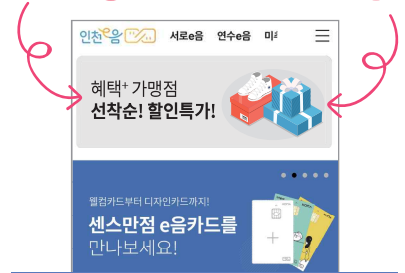 인천e음
서로e음 연수e음
혜택+ 가맹점
선착순! 할인특가!
웰컴카드부터 디자인카드까지!
센스만점 e음카드를
만나보세요!